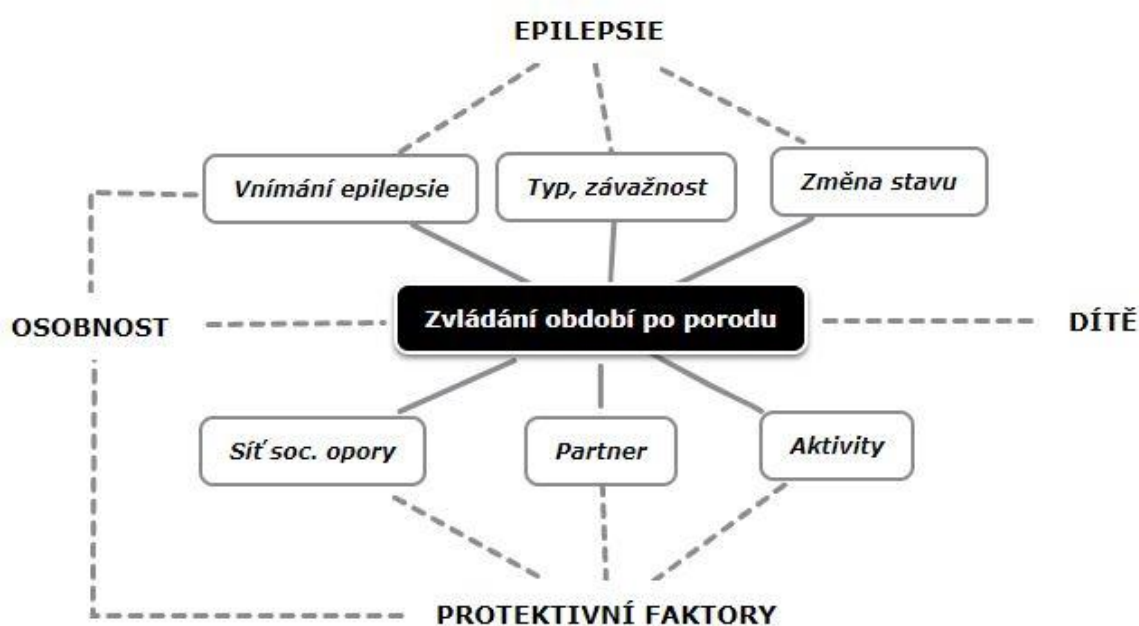 EPILEPSIE
Vnímání epilepsie
Typ, závažnost
Změna stavu
OSOBNOST
Zvládání období po porodu
DÍTĚ
Síť soc. opory
Partner
Aktivity
PROTEKTIVNÍ FAKTORY